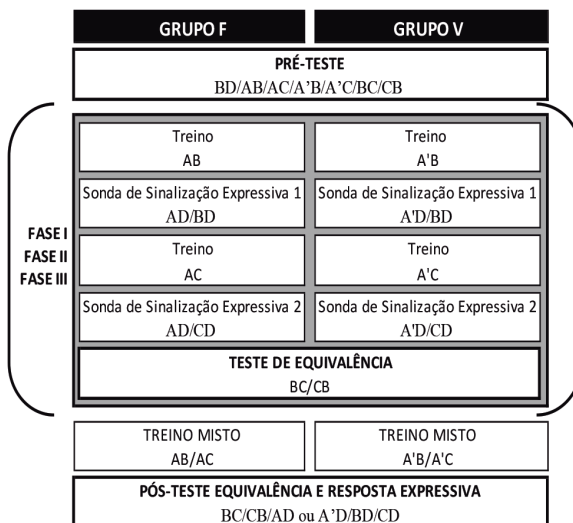 GRUPO F
GRUPO V
PRÉ-TESTE
BD/AB/AC/A’B/A’C/BC/CB
FASE I
FASE II
FASE III
Treino
AB
Treino
A'B
Sonda de Sinalização Expressiva 1
AD/BD
Sonda de Sinalização Expressiva 1
A'D/BD
Treino
AC
Treino
A'C
Sonda de Sinalização Expressiva 2
AD/CD
Sonda de Sinalização Expressiva 2
A'D/CD
TESTE DE EQUIVALÊNCIA
BC/CB
TREINO MISTO
AB/AC
TREINO MISTO
A'B/A'C
PÓS-TESTE EQUIVALÊNCIA E RESPOSTA EXPRESSIVA
BC/CB/AD ou A’D/BD/CD